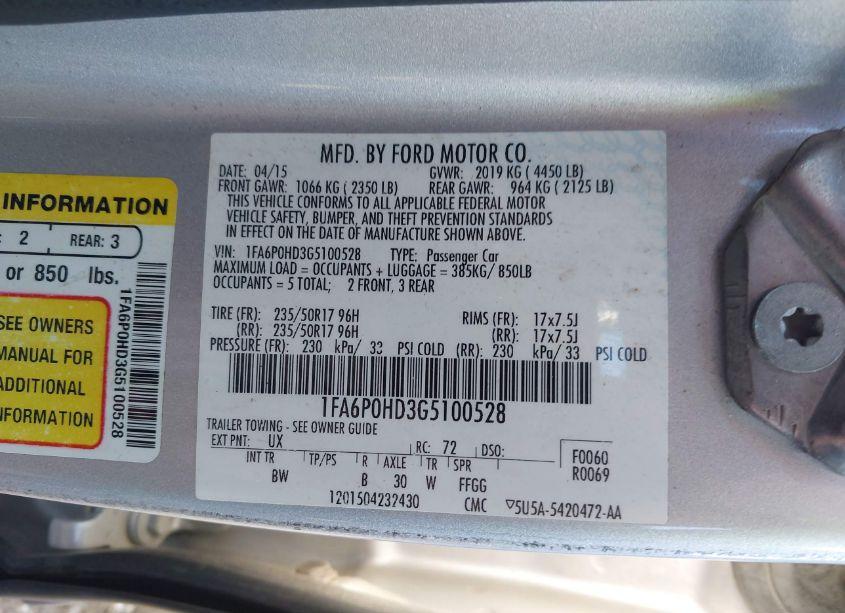 INFORMATION
2 REAR: 3
or 850 lbs.
SEE OWNERS
MANUAL FOR
ADDITIONAL
INFORMATION
1FA6P0HD3G5100528
MFD. BY FORD MOTOR CO.
DATE: 04/15 GVWR: 2019 KG ( 4450 LB)
FRONT GAWR: 1066 KG ( 2350 LB) REAR GAWR: 964 KG ( 2125 LB)
THIS VEHICLE CONFORMS TO ALL APPLICABLE FEDERAL MOTOR
VEHICLE SAFETY, BUMPER, AND THEFT PREVENTION STANDARDS
IN EFFECT ON THE DATE OF MANUFACTURE SHOWN ABOVE.
VIN: 1FA6P0HD3G5100528 TYPE: Passenger Car
MAXIMUM LOAD = OCCUPANTS + LUGGAGE = 385KG/ 850LB
OCCUPANTS = 5 TOTAL; 2 FRONT, 3 REAR
TIRE (FR): 235/50R17 96H RIMS (FR): 17x7.5J
(RR): 235/50R17 96H (RR): 17x7.5J
PRESSURE (FR): 230 kPa/ 33 PSI COLD (RR): 230 kPa/ 33 PSI COLD
1FA6P0HD3G5100528
TRAILER TOWING - SEE OWNER GUIDE
EXT PNT: UX RC: 72 DSO: F0060
INT TR TP/PS R AXLE TR SPR R0069
BW B 30 W FFGG
1201504232430 CMC ▽5U5A-5420472-AA